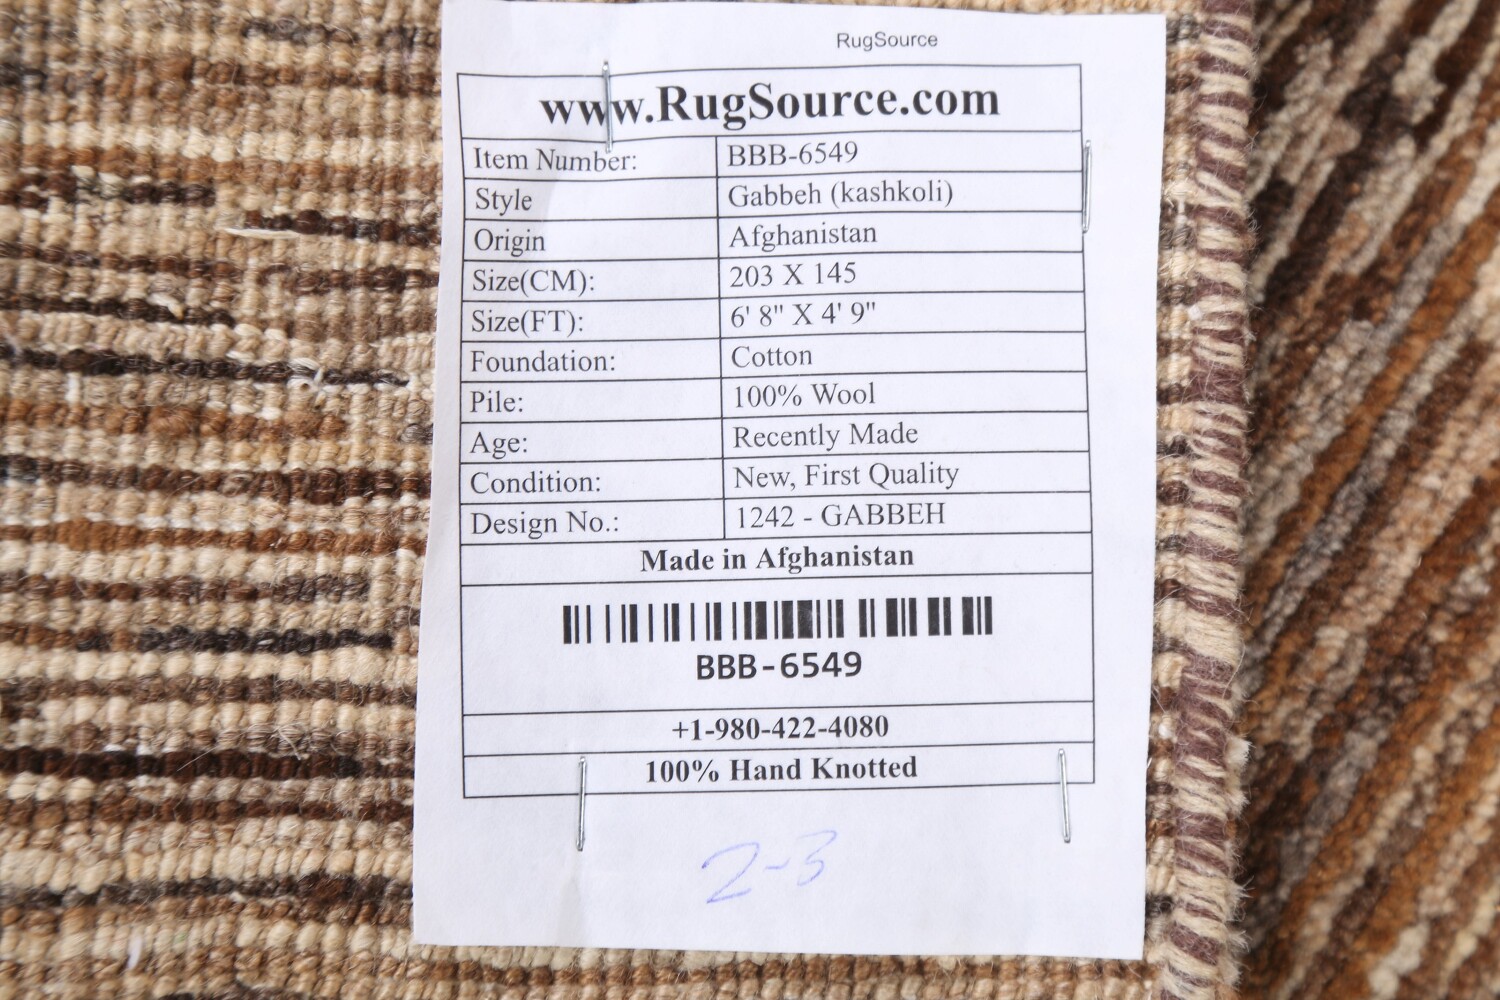 RugSource
www.RugSource.com
Item Number: BBB-6549
Style Gabbeh (kashkoli)
Origin Afghanistan
Size(CM): 203 X 145
Size(FT): 6' 8" X 4' 9"
Foundation: Cotton
Pile: 100% Wool
Age: Recently Made
Condition: New, First Quality
Design No.: 1242 - GABBEH
Made in Afghanistan
BBB-6549
+1-980-422-4080
100% Hand Knotted
2-3